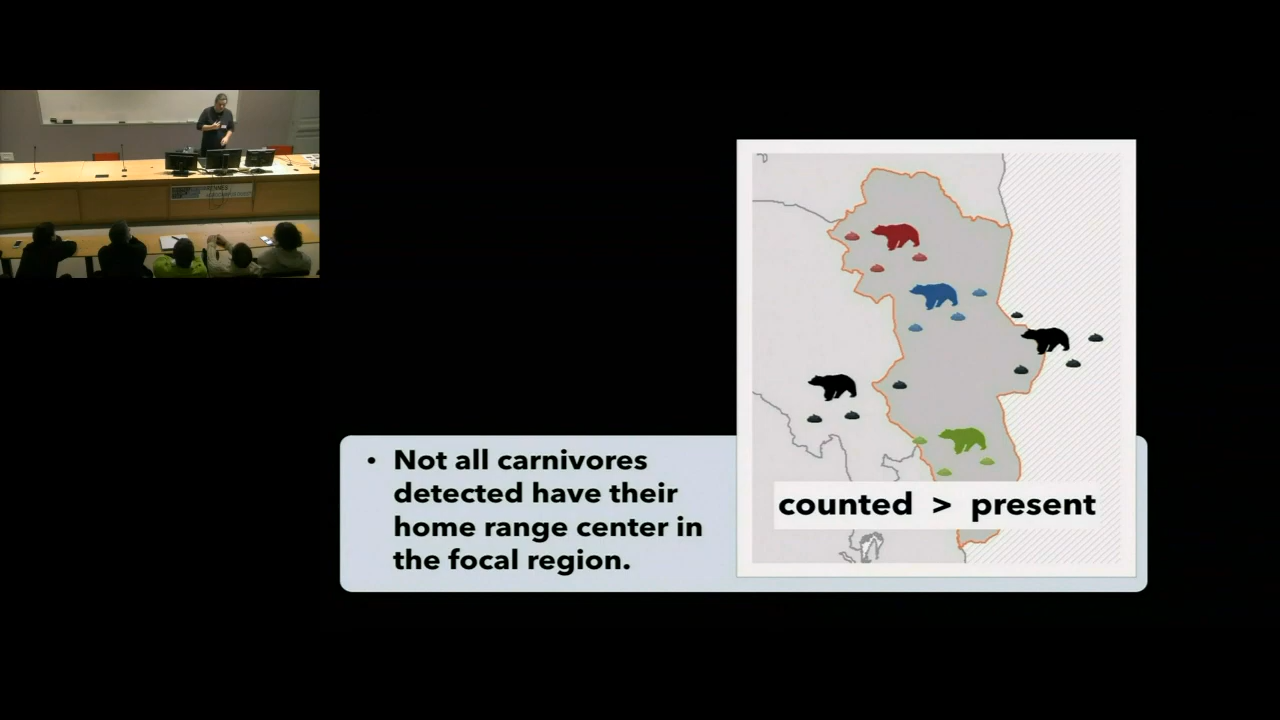 • Not all carnivores
detected have their
home range center in
the focal region.
counted > present